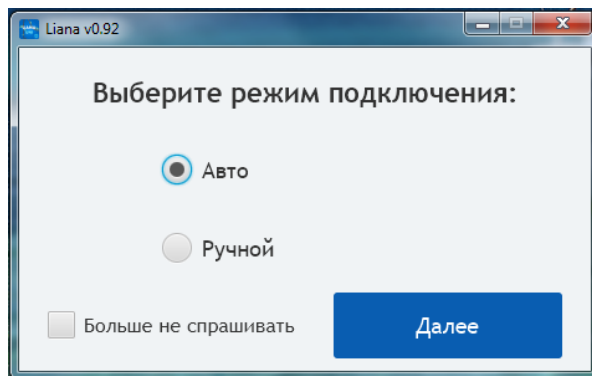 Liana v0.92
Выберите режим подключения:
Авто
Ручной
Больше не спрашивать
Далее